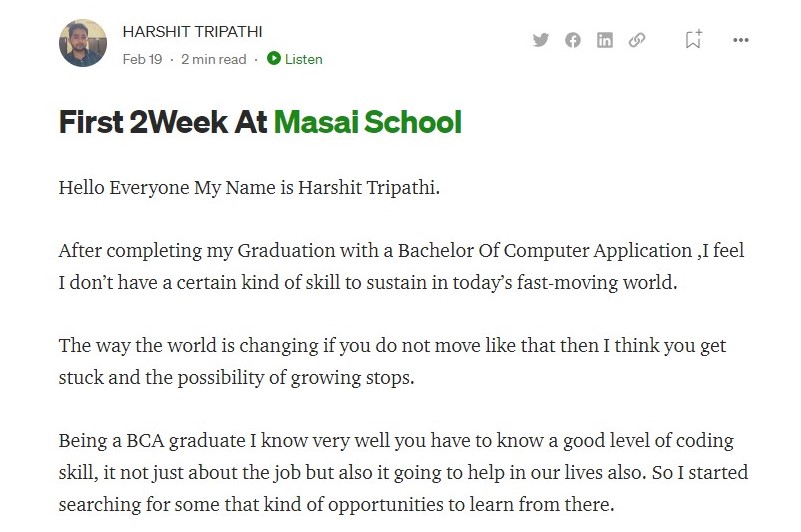 HARSHIT TRIPATHI
Feb 19 · 2 min read · Listen
First 2Week At Masai School
Hello Everyone My Name is Harshit Tripathi.
After completing my Graduation with a Bachelor Of Computer Application ,I feel
I don’t have a certain kind of skill to sustain in today’s fast-moving world.
The way the world is changing if you do not move like that then I think you get
stuck and the possibility of growing stops.
Being a BCA graduate I know very well you have to know a good level of coding
skill, it not just about the job but also it going to help in our lives also. So I started
searching for some that kind of opportunities to learn from there.